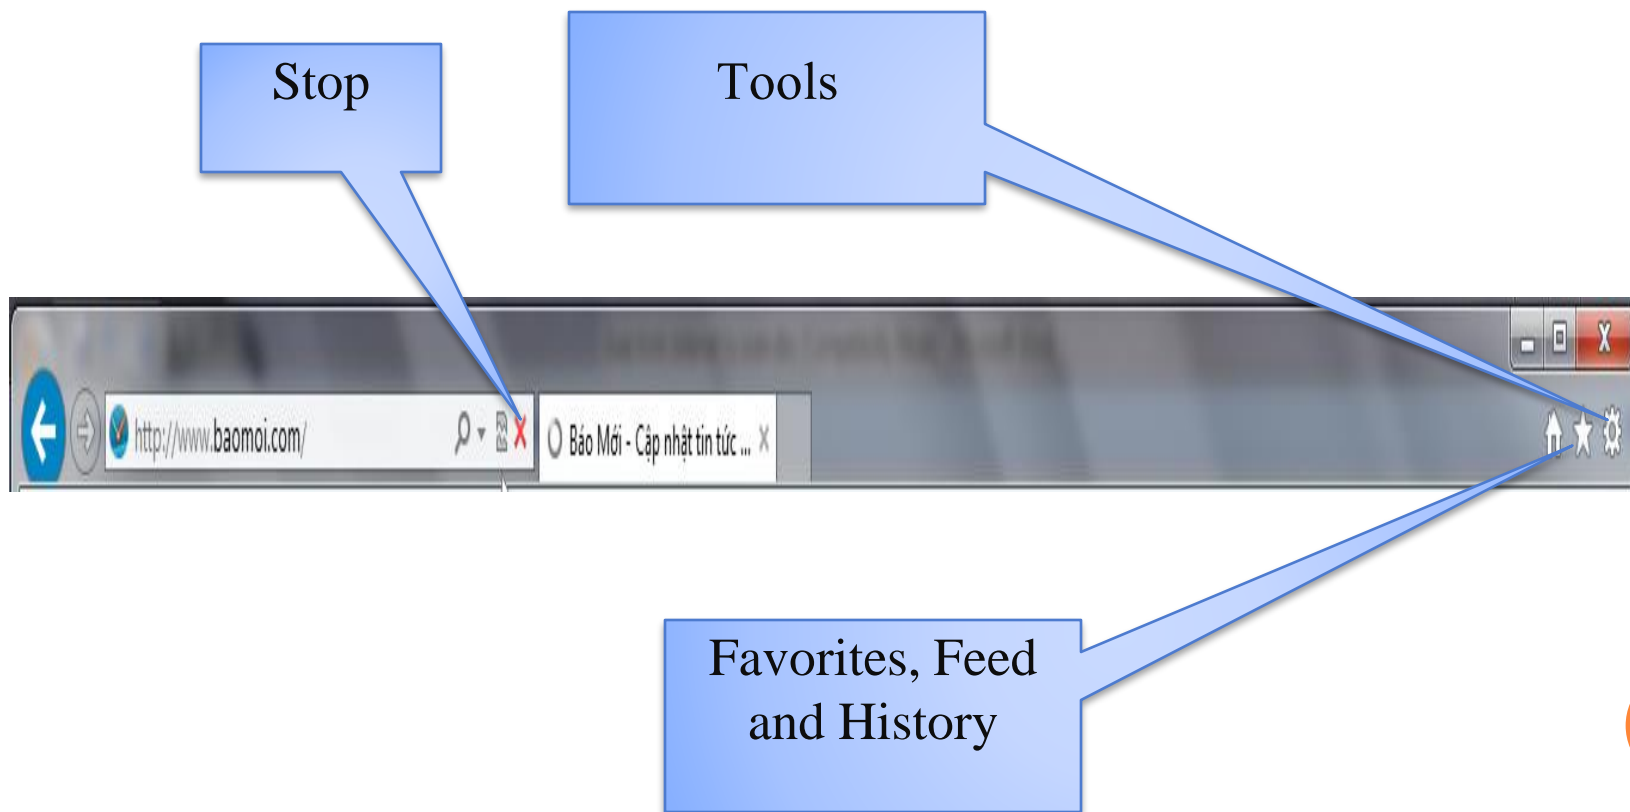 Stop
Tools
http://www.baomoi.com/
Báo Mới - Cập nhật tin tức ...
Favorites, Feed
and History